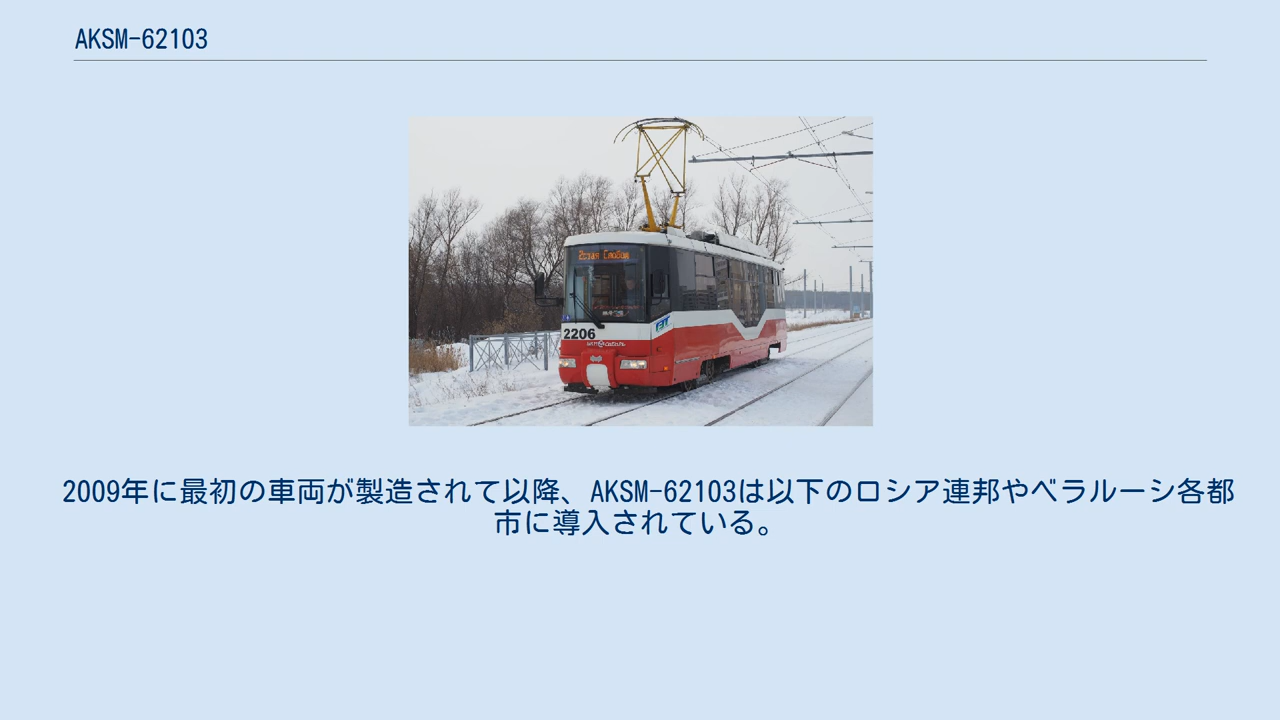 AKSM-62103
2206
2009年に最初の車両が製造されて以降、AKSM-62103は以下のロシア連邦やベラルーシ各都
市に導入されている。